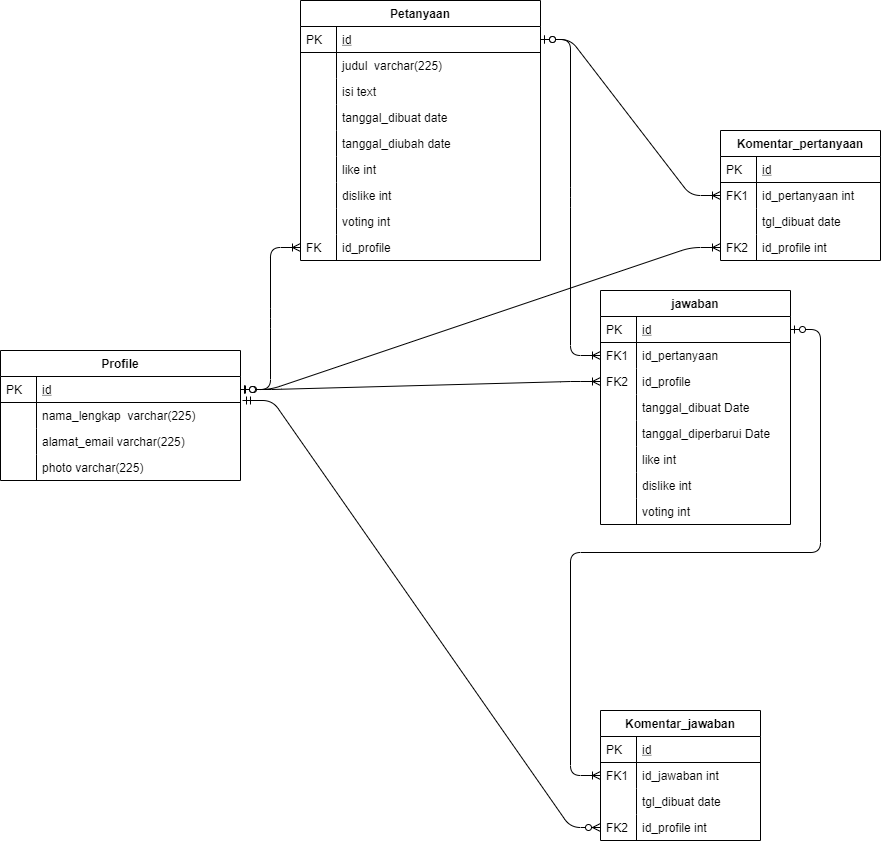 Petanyaan
PK id
judul varchar(225)
isi text
tanggal_dibuat date
tanggal_diubah date
like int
dislike int
voting int
FK id_profile
Komentar_pertanyaan
PK id
FK1 id_pertanyaan int
tgl_dibuat date
FK2 id_profile int
jawaban
PK id
FK1 id_pertanyaan
FK2 id_profile
tanggal_dibuat Date
tanggal_diperbarui Date
like int
dislike int
voting int
Profile
PK id
nama_lengkap varchar(225)
alamat_email varchar(225)
photo varchar(225)
Komentar_jawaban
PK id
FK1 id_jawaban int
tgl_dibuat date
FK2 id_profile int